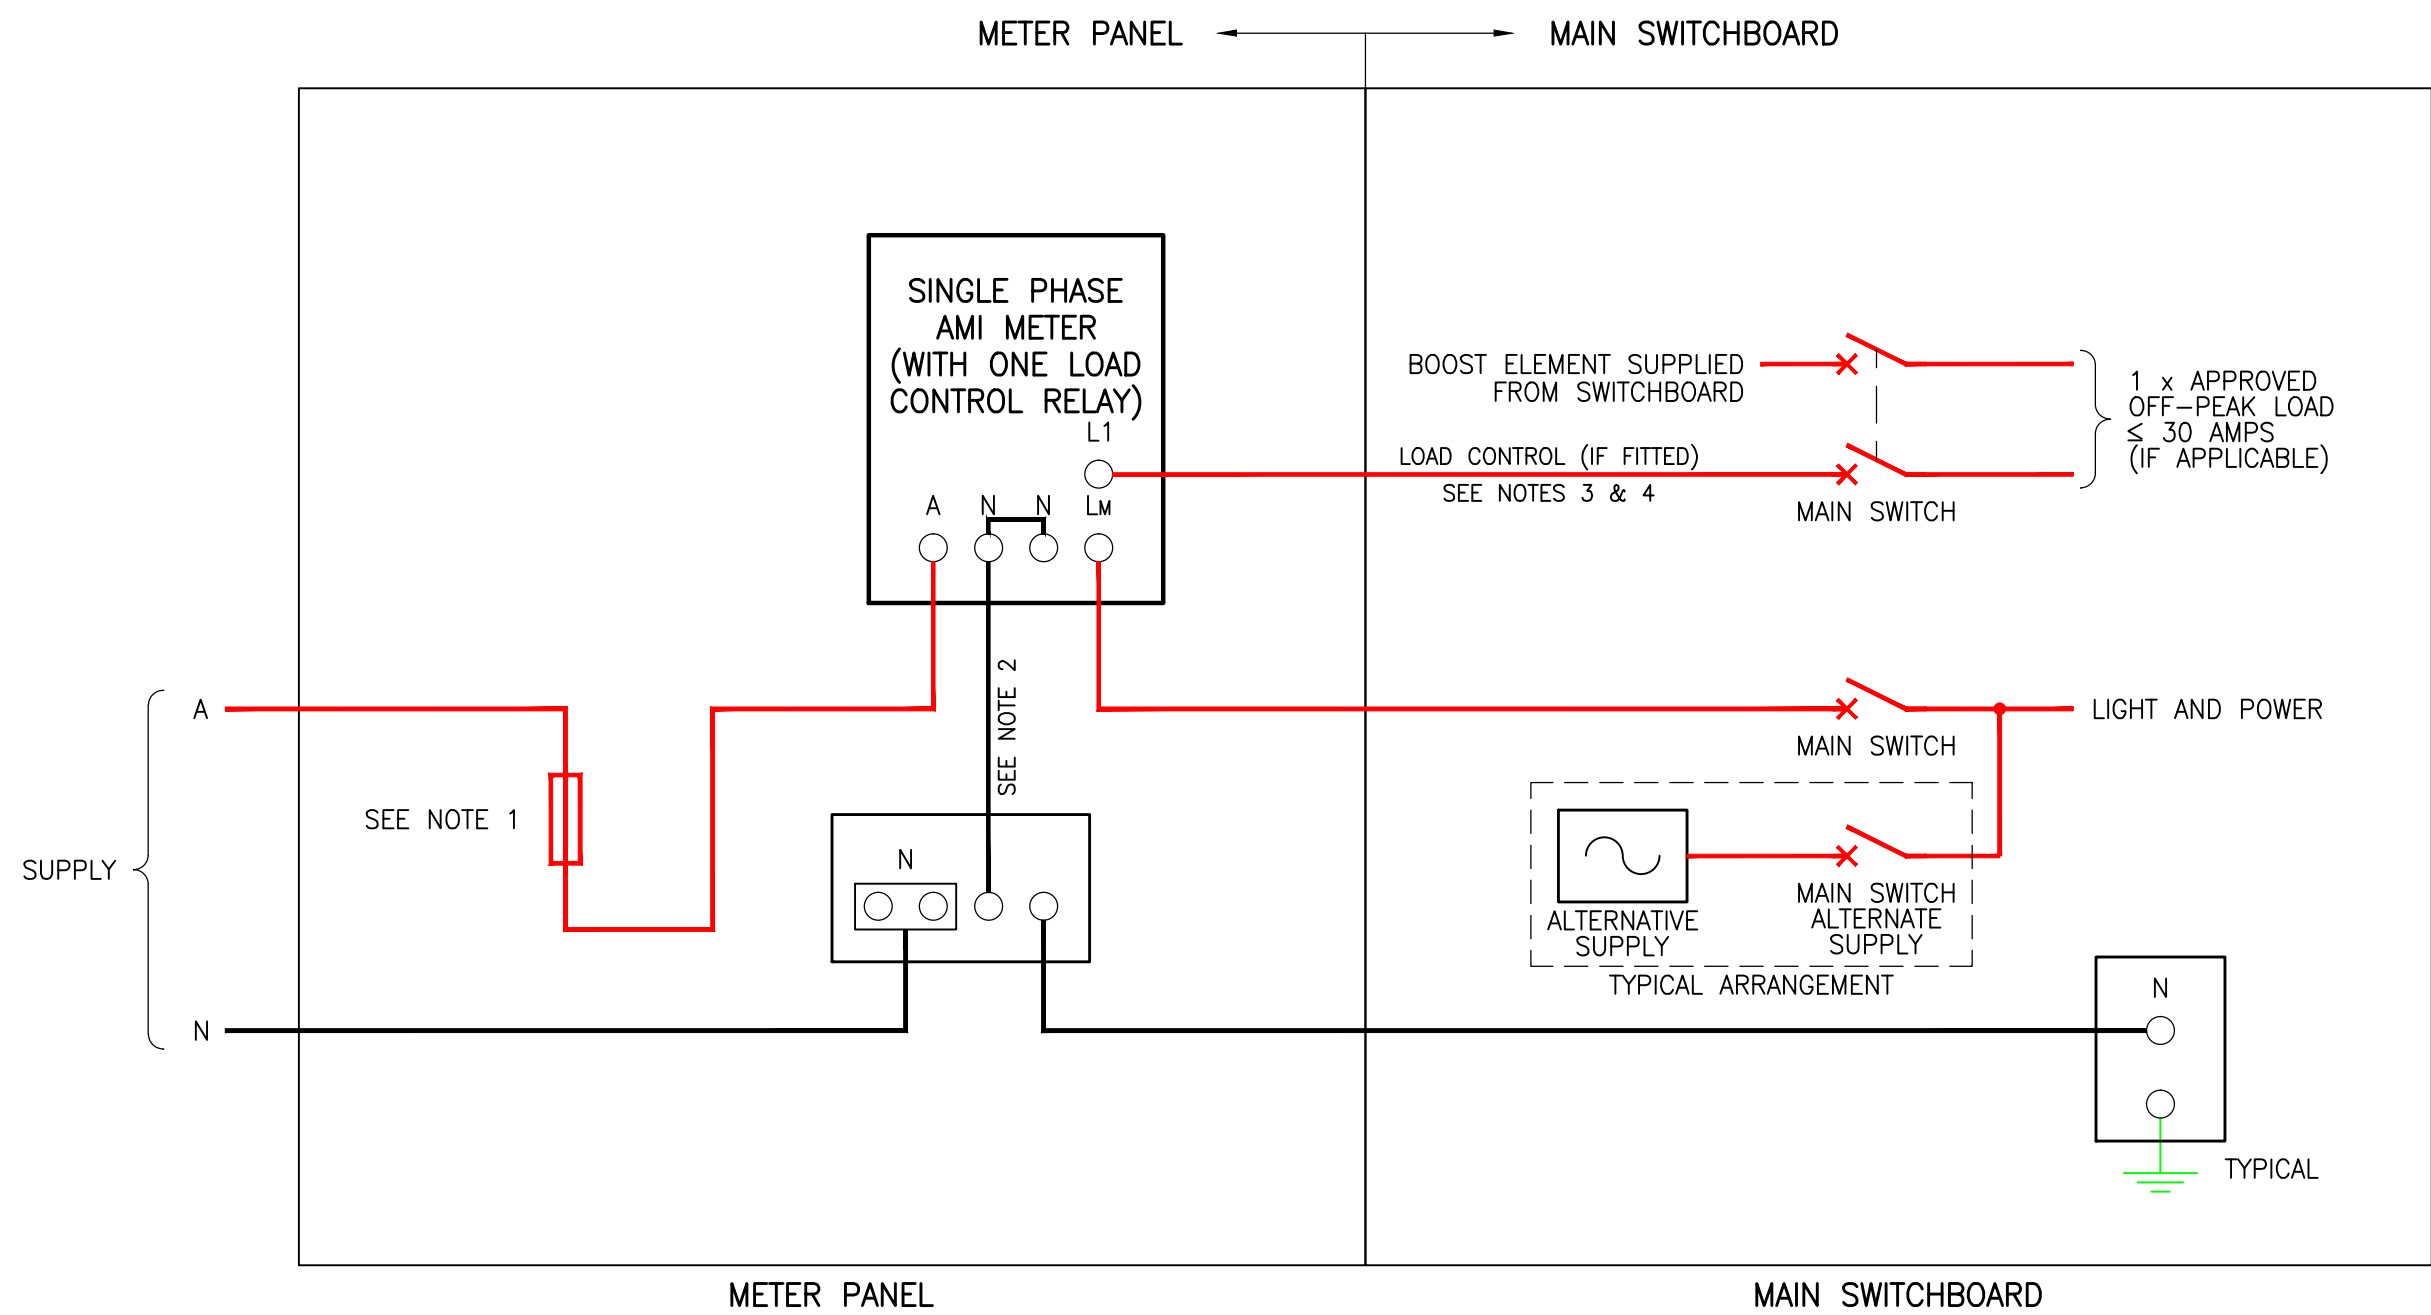 METER PANEL
MAIN SWITCHBOARD
SINGLE PHASE
AMI METER
(WITH ONE LOAD
CONTROL RELAY)
L1
A
N
N
LM
BOOST ELEMENT SUPPLIED
FROM SWITCHBOARD
LOAD CONTROL (IF FITTED)
SEE NOTES 3 & 4
MAIN SWITCH
1 x APPROVED
OFF-PEAK LOAD
≤ 30 AMPS
(IF APPLICABLE)
SEE NOTE 2
A
SEE NOTE 1
SUPPLY
N
N
LIGHT AND POWER
MAIN SWITCH
ALTERNATIVE
SUPPLY
MAIN SWITCH
ALTERNATE
SUPPLY
TYPICAL ARRANGEMENT
N
TYPICAL
METER PANEL
MAIN SWITCHBOARD